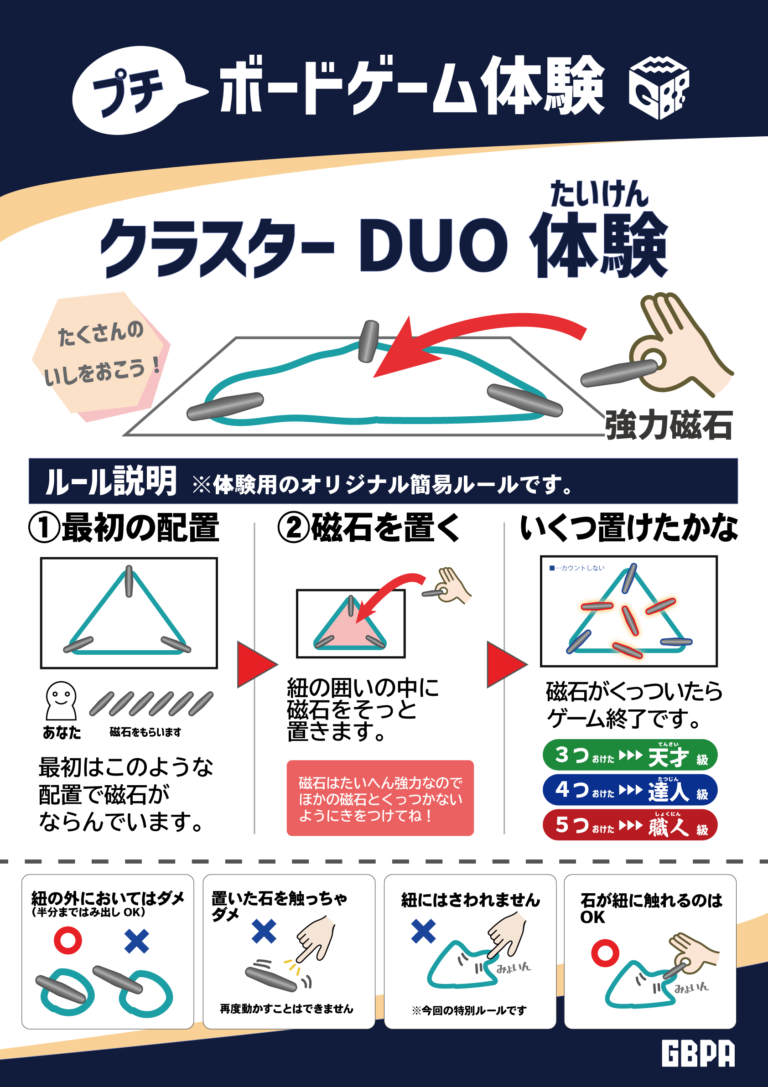 プチ
ボードゲーム体験
GBPA
たいけん
クラスター DUO 体験
たくさんの
いしをおこう！
強力磁石
ルール説明 ※体験用のオリジナル簡易ルールです。
①最初の配置
あなた
磁石をもらいます
最初はこのような
配置で磁石が
ならんでいます。
②磁石を置く
紐の囲いの中に
磁石をそっと
置きます。
磁石はたいへん強力なので
ほかの磁石とくっつかない
ようにきをつけてね！
いくつ置けたかな
■…カウントしない
磁石がくっついたら
ゲーム終了です。
てんさい
３つおけた 天才 級
たつじん
４つおけた 達人 級
しょくにん
５つおけた 職人 級
紐の外においてはダメ
（半分まではみ出し OK）
置いた石を触っちゃ
ダメ
再度動かすことはできません
紐にはさわれません
みょいん
※今回の特別ルールです
石が紐に触れるのは
OK
みょいん
GBPA